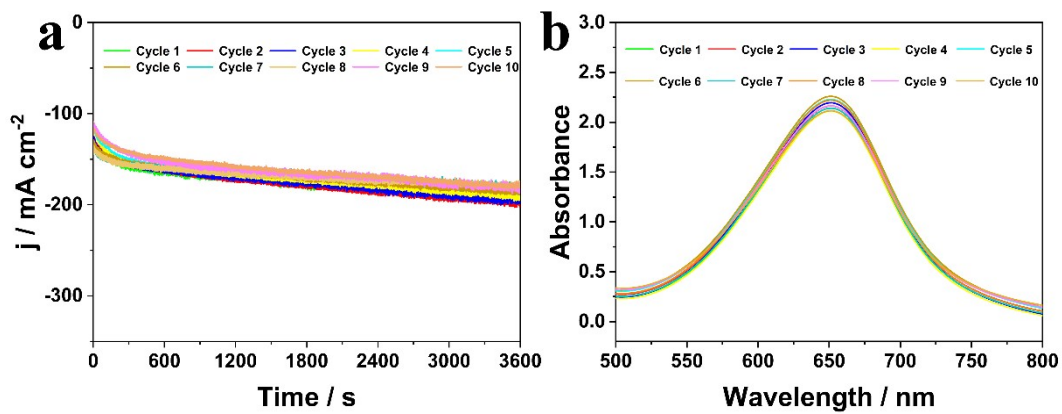 a
Cycle 1 Cycle 2 Cycle 3 Cycle 4 Cycle 5
Cycle 6 Cycle 7 Cycle 8 Cycle 9 Cycle 10
0
-100
-200
-300
j / mA cm⁻²
0 600 1200 1800 2400 3000 3600
Time / s
b
Cycle 1 Cycle 2 Cycle 3 Cycle 4 Cycle 5
Cycle 6 Cycle 7 Cycle 8 Cycle 9 Cycle 10
3.0
2.5
2.0
1.5
1.0
0.5
0.0
Absorbance
500 550 600 650 700 750 800
Wavelength / nm